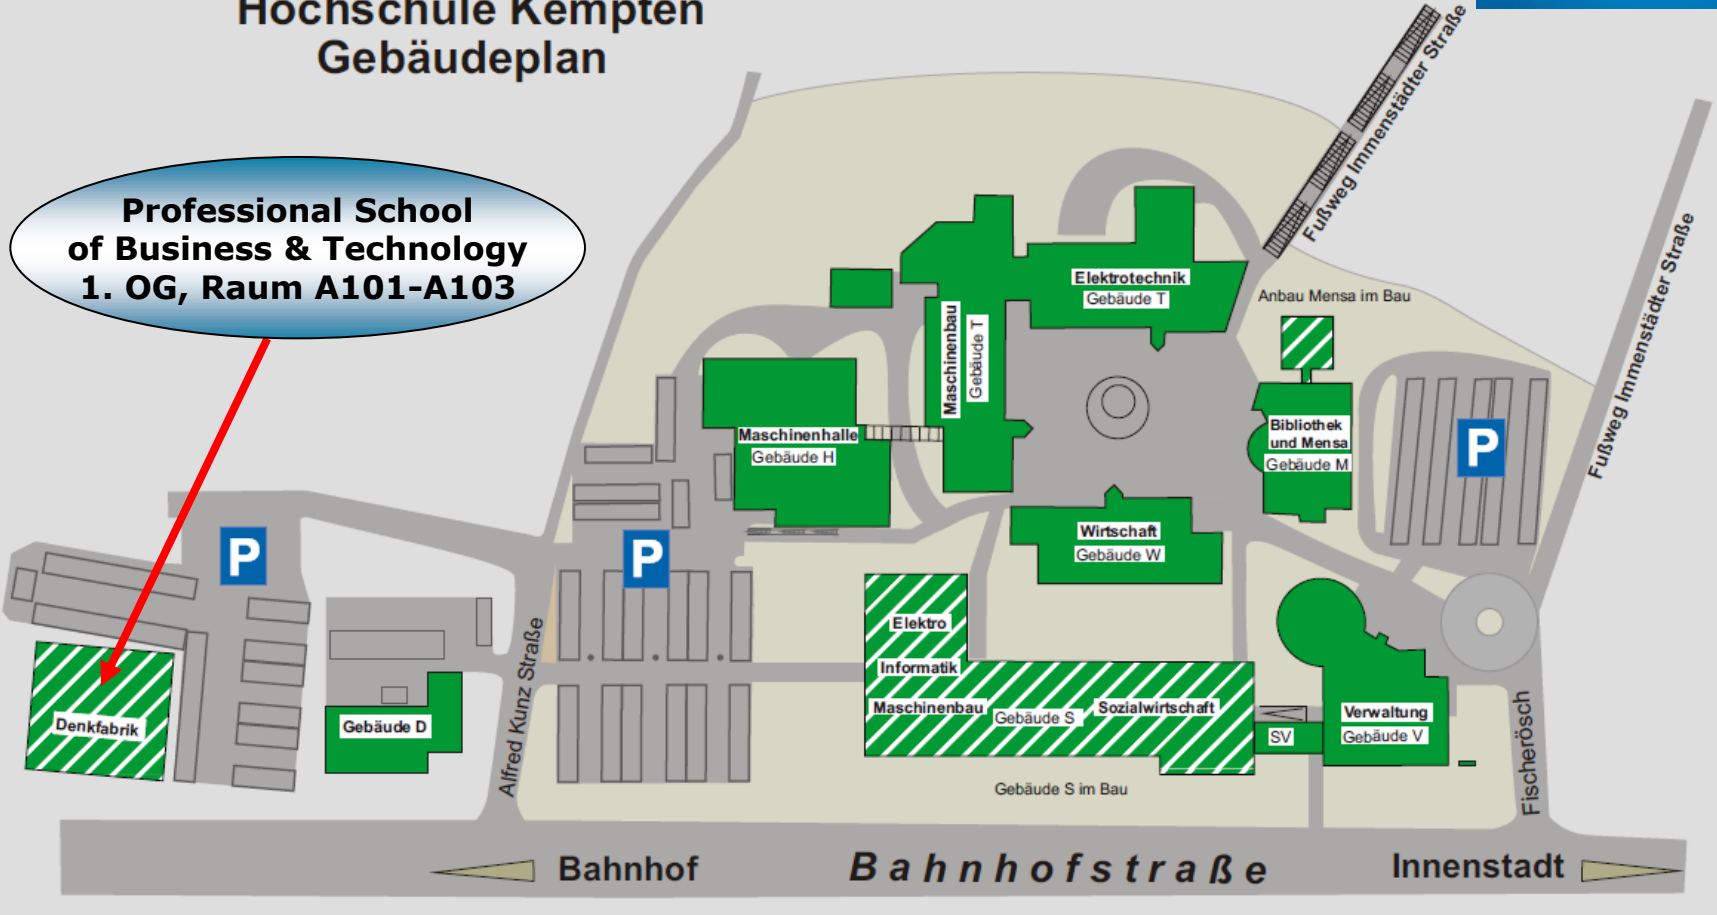 Hochschule Kempten
Gebäudeplan
Professional School
of Business & Technology
1. OG, Raum A101-A103
Fußweg Immenstädter Straße
Fußweg Immenstädter Straße
Elektrotechnik
Gebäude T
Anbau Mensa im Bau
Maschinenbau
Gebäude T
Bibliothek
und Mensa
Gebäude M
P
Maschinenhalle
Gebäude H
Wirtschaft
Gebäude W
P
P
Elektro
Informatik
Maschinenbau
Gebäude S
Sozialwirtschaft
Verwaltung
Gebäude V
SV
Denkfabrik
Gebäude D
Alfred Kunz Straße
Fischerösch
Gebäude S im Bau
Bahnhof
Bahnhofstraße
Innenstadt